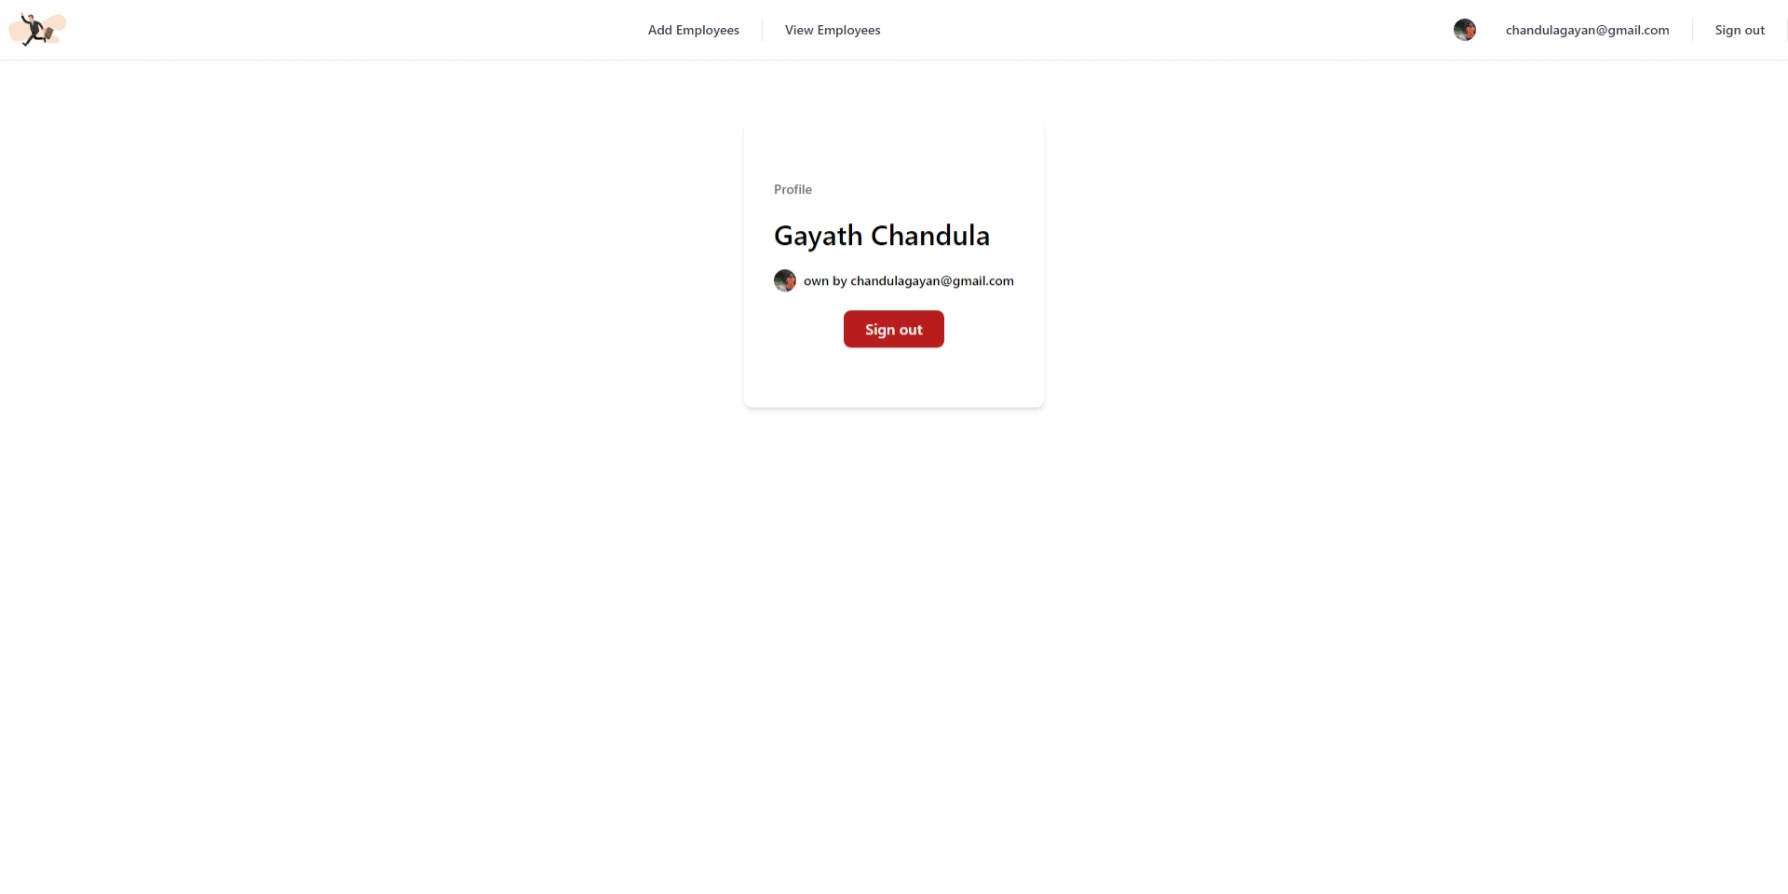 Add Employees
View Employees
chandulagayan@gmail.com
Sign out
Profile
Gayath Chandula
own by chandulagayan@gmail.com
Sign out